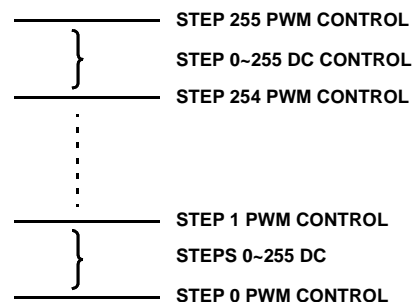 STEP 255 PWM CONTROL
STEP 0~255 DC CONTROL
STEP 254 PWM CONTROL
STEP 1 PWM CONTROL
STEPS 0~255 DC
STEP 0 PWM CONTROL